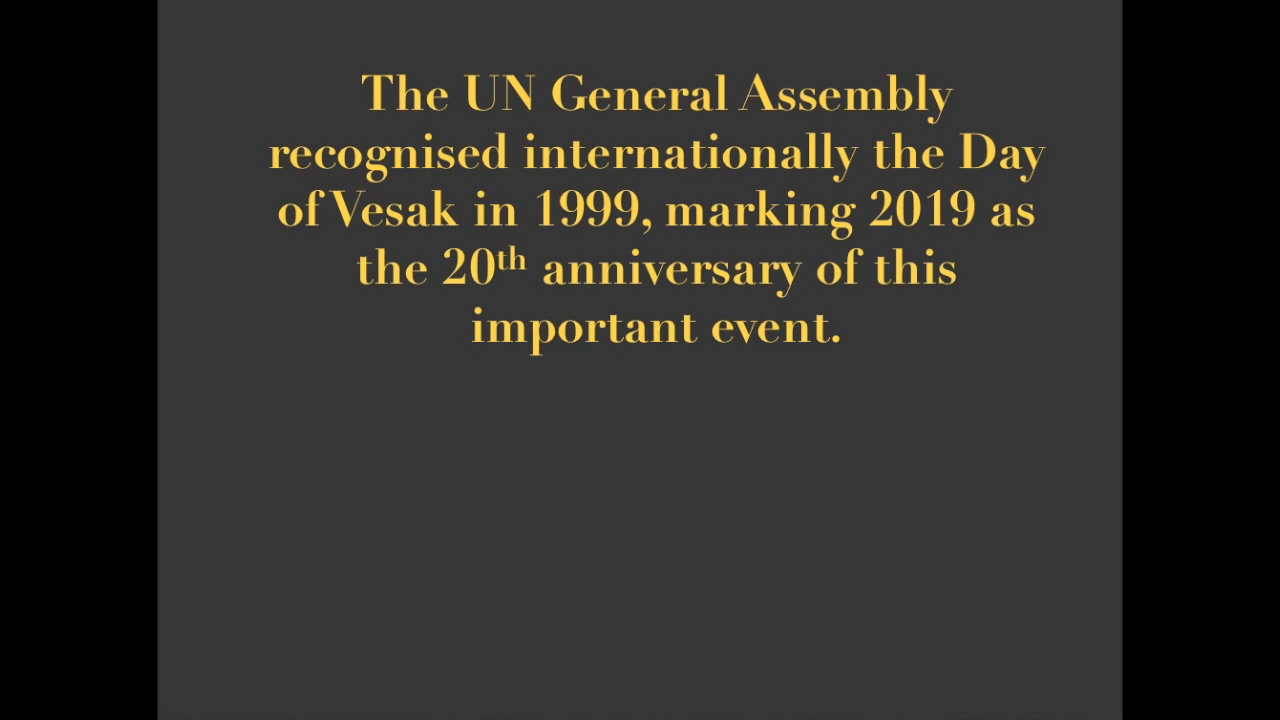 The UN General Assembly
recognised internationally the Day
of Vesak in 1999, marking 2019 as
the 20th anniversary of this
important event.